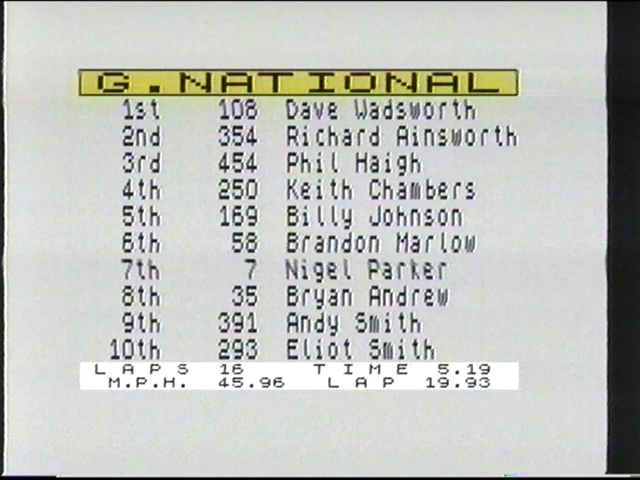 G.NATIONAL
1st 108 Dave Wadsworth
2nd 354 Richard Ainsworth
3rd 454 Phil Haigh
4th 250 Keith Chambers
5th 169 Billy Johnson
6th 58 Brandon Marlow
7th 7 Nigel Parker
8th 35 Bryan Andrew
9th 391 Andy Smith
10th 293 Eliot Smith
LAPS 16 TIME 5.19
M.P.H. 45.96 LAP 19.93